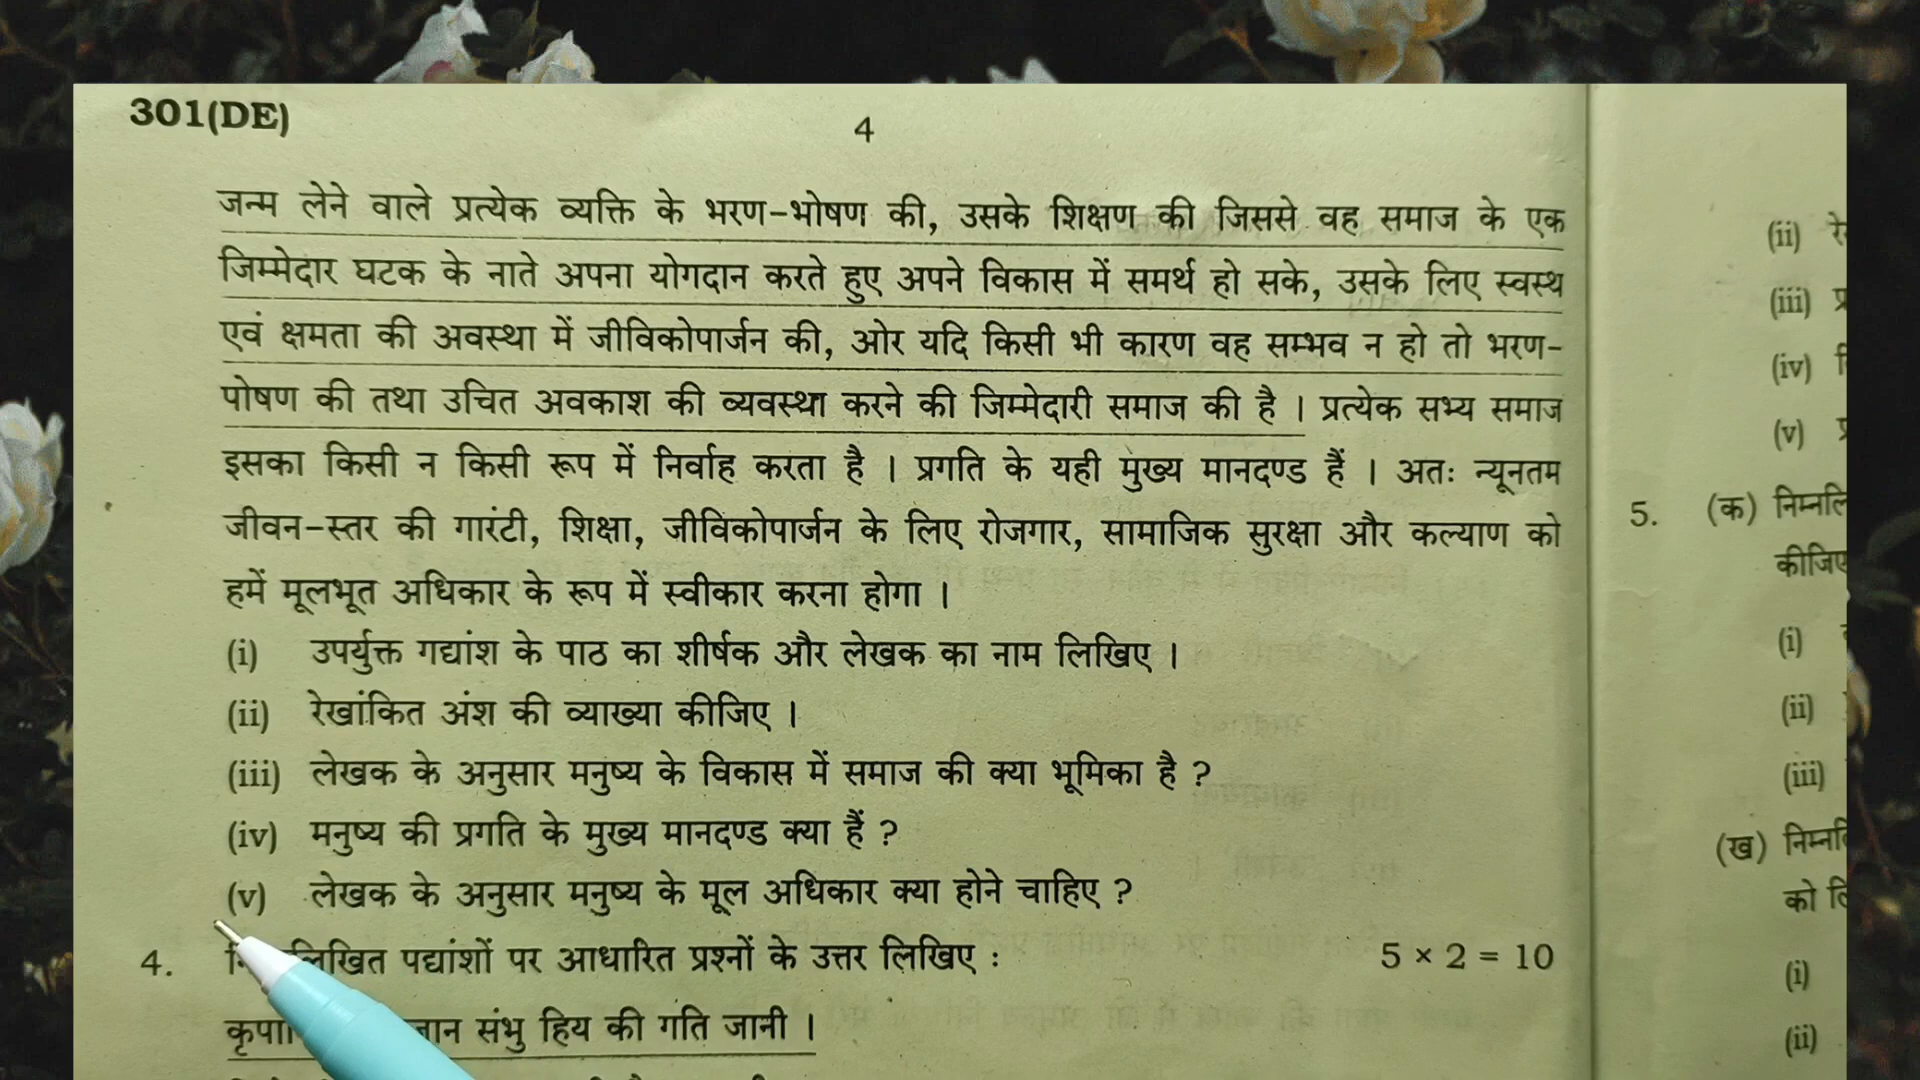 301(DE)
4
जन्म लेने वाले प्रत्येक व्यक्ति के भरण-भोषण की, उसके शिक्षण की जिससे वह समाज के एक
जिम्मेदार घटक के नाते अपना योगदान करते हुए अपने विकास में समर्थ हो सके, उसके लिए स्वस्थ
एवं क्षमता की अवस्था में जीविकोपार्जन की, ओर यदि किसी भी कारण वह सम्भव न हो तो भरण-
पोषण की तथा उचित अवकाश की व्यवस्था करने की जिम्मेदारी समाज की है । प्रत्येक सभ्य समाज
इसका किसी न किसी रूप में निर्वाह करता है । प्रगति के यही मुख्य मानदण्ड हैं । अतः न्यूनतम
जीवन-स्तर की गारंटी, शिक्षा, जीविकोपार्जन के लिए रोजगार, सामाजिक सुरक्षा और कल्याण को
हमें मूलभूत अधिकार के रूप में स्वीकार करना होगा ।
(i) उपर्युक्त गद्यांश के पाठ का शीर्षक और लेखक का नाम लिखिए ।
(ii) रेखांकित अंश की व्याख्या कीजिए ।
(iii) लेखक के अनुसार मनुष्य के विकास में समाज की क्या भूमिका है ?
(iv) मनुष्य की प्रगति के मुख्य मानदण्ड क्या हैं ?
(v) लेखक के अनुसार मनुष्य के मूल अधिकार क्या होने चाहिए ?
4. पद्यांशों पर आधारित प्रश्नों के उत्तर लिखिए : 5 × 2 = 10
संभु हिय की गति जानी ।
(ii)
(iii)
(iv)
(v)
5. (क)
(i)
(ii)
(iii)
(ख)
को
(i)
(ii)